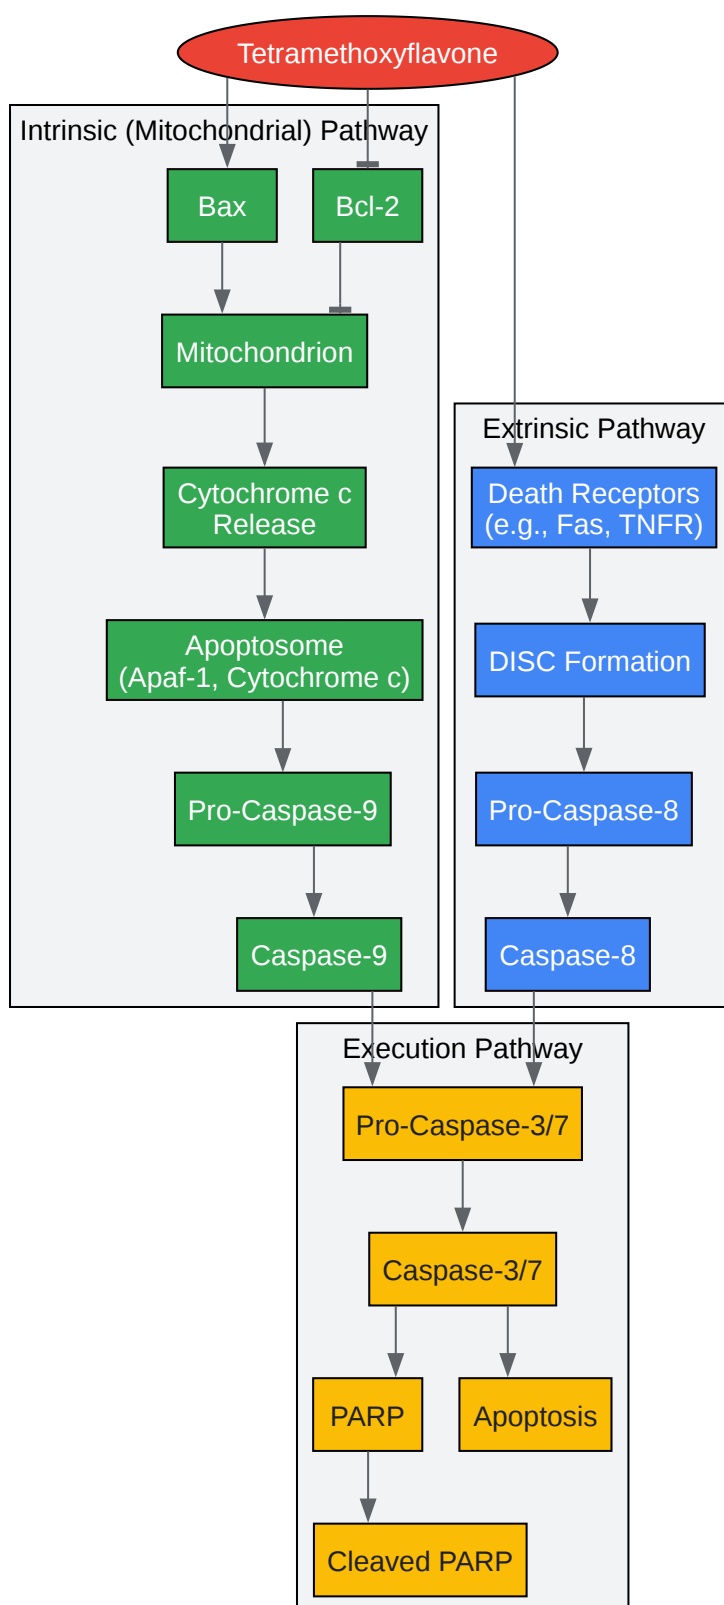 Tetramethoxyflavone
Intrinsic (Mitochondrial) Pathway
Bax
Bcl-2
Mitochondrion
Extrinsic Pathway
Cytochrome c
Release
Death Receptors
(e.g., Fas, TNFR)
Apoptosome
(Apaf-1, Cytochrome c)
DISC Formation
Pro-Caspase-9
Pro-Caspase-8
Caspase-9
Caspase-8
Execution Pathway
Pro-Caspase-3/7
Caspase-3/7
PARP
Apoptosis
Cleaved PARP